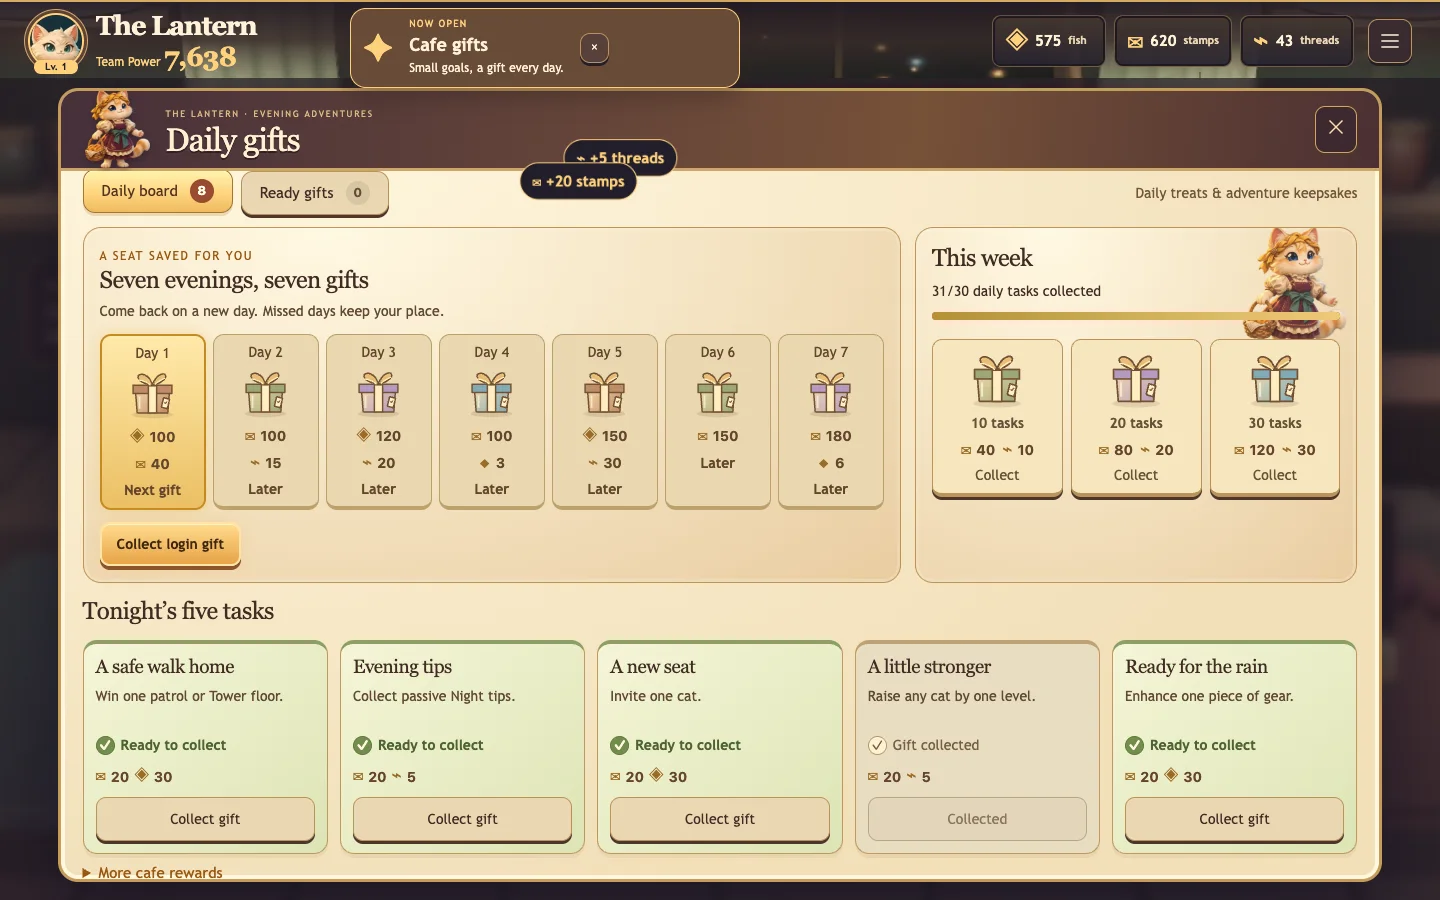 The Lantern
Team Power 7,638
Lv. 1
NOW OPEN
Cafe gifts
Small goals, a gift every day.
×
575 fish
620 stamps
43 threads
THE LANTERN · EVENING ADVENTURES
Daily gifts
+5 threads
+20 stamps
Daily board 8
Ready gifts 0
Daily treats & adventure keepsakes
A SEAT SAVED FOR YOU
Seven evenings, seven gifts
Come back on a new day. Missed days keep your place.
Day 1
100
40
Next gift
Day 2
100
15
Later
Day 3
120
20
Later
Day 4
100
3
Later
Day 5
150
30
Later
Day 6
150
Later
Day 7
180
6
Later
Collect login gift
This week
31/30 daily tasks collected
10 tasks
40 10
Collect
20 tasks
80 20
Collect
30 tasks
120 30
Collect
Tonight’s five tasks
A safe walk home
Win one patrol or Tower floor.
Ready to collect
20 30
Collect gift
Evening tips
Collect passive Night tips.
Ready to collect
20 5
Collect gift
A new seat
Invite one cat.
Ready to collect
20 30
Collect gift
A little stronger
Raise any cat by one level.
Gift collected
20 5
Collected
Ready for the rain
Enhance one piece of gear.
Ready to collect
20 30
Collect gift
More cafe rewards